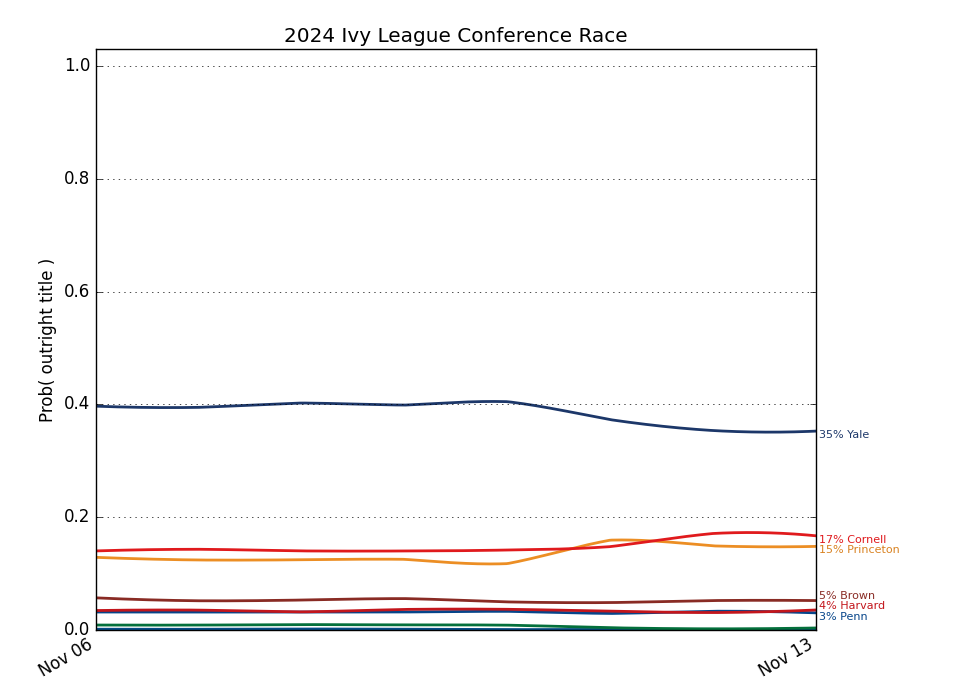 2024 Ivy League Conference Race
1.0
0.8
0.6
0.4
0.2
0.0
Prob( outright title )
35% Yale
17% Cornell
15% Princeton
5% Brown
4% Harvard
3% Penn
Nov 06
Nov 13